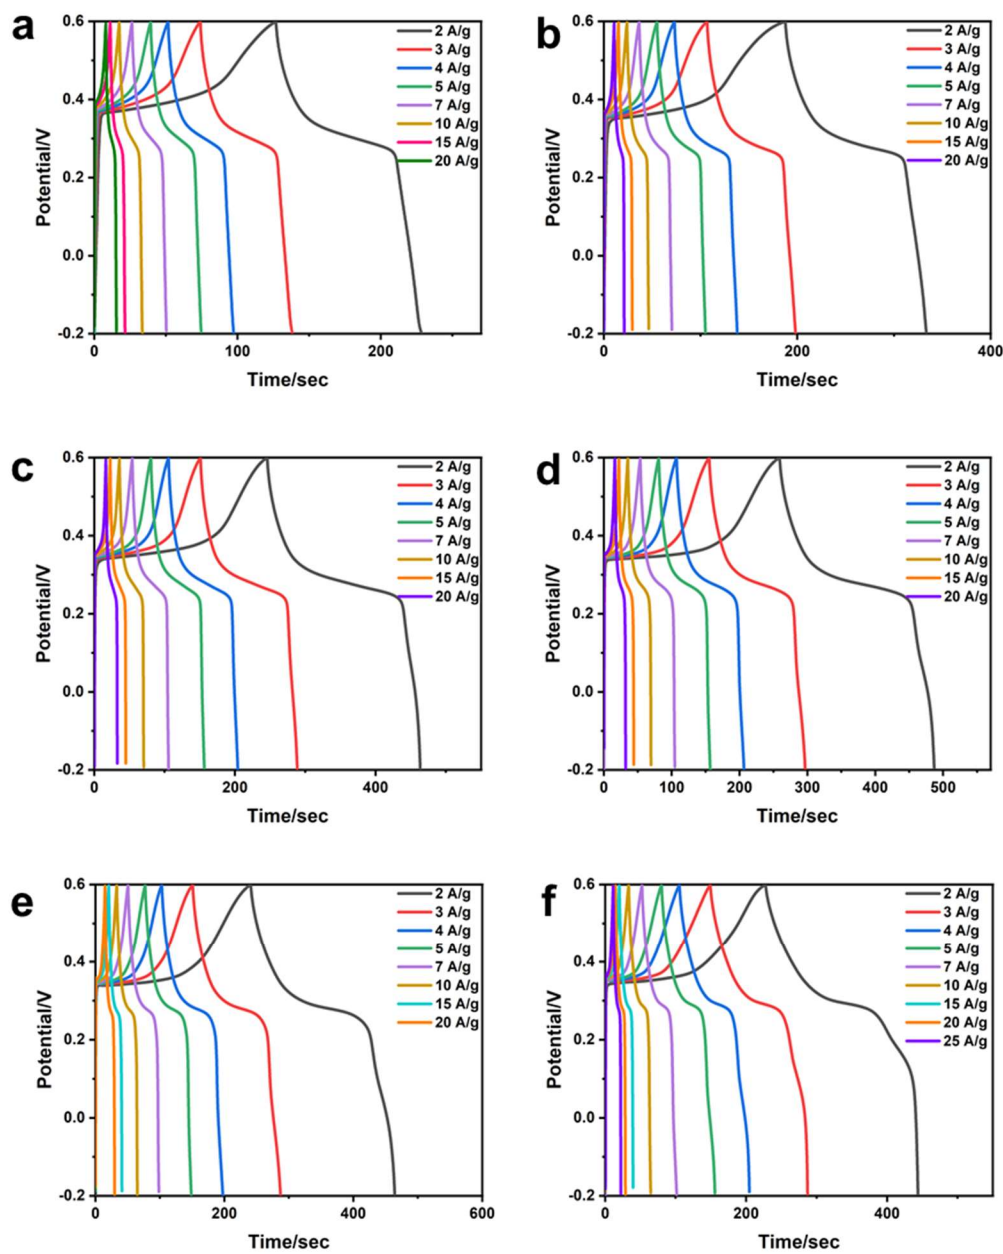 a
0.6
0.4
0.2
0.0
-0.2
Potential/V
0
100
200
Time/sec
2 A/g
3 A/g
4 A/g
5 A/g
7 A/g
10 A/g
15 A/g
20 A/g
b
0.6
0.4
0.2
0.0
-0.2
Potential/V
0
200
400
Time/sec
2 A/g
3 A/g
4 A/g
5 A/g
7 A/g
10 A/g
15 A/g
20 A/g
c
0.6
0.4
0.2
0.0
-0.2
Potential/V
0
200
400
Time/sec
2 A/g
3 A/g
4 A/g
5 A/g
7 A/g
10 A/g
15 A/g
20 A/g
d
0.6
0.4
0.2
0.0
-0.2
Potential/V
0
100
200
300
400
500
Time/sec
2 A/g
3 A/g
4 A/g
5 A/g
7 A/g
10 A/g
15 A/g
20 A/g
e
0.6
0.4
0.2
0.0
-0.2
Potential/V
0
200
400
600
Time/sec
2 A/g
3 A/g
4 A/g
5 A/g
7 A/g
10 A/g
15 A/g
20 A/g
f
0.6
0.4
0.2
0.0
-0.2
Potential/V
0
200
400
Time/sec
2 A/g
3 A/g
4 A/g
5 A/g
7 A/g
10 A/g
15 A/g
20 A/g
25 A/g